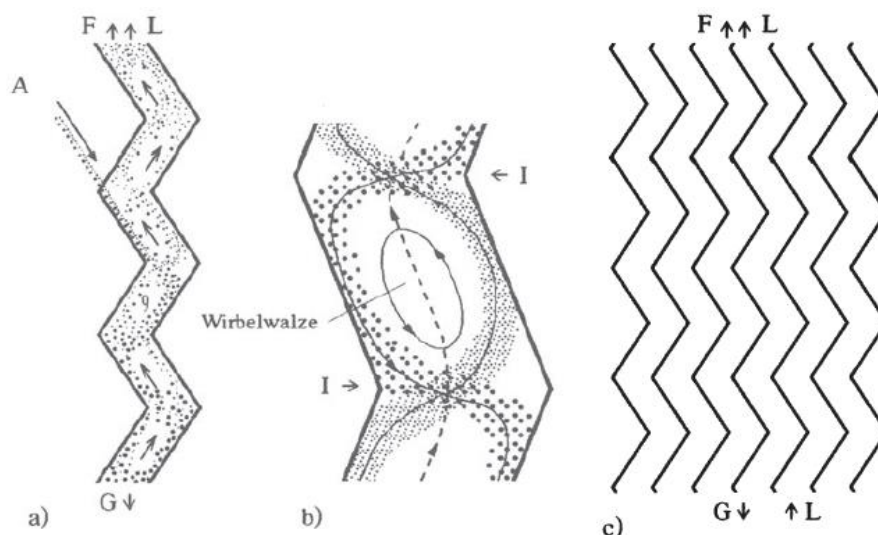 F ↑ ↑ L
A
G ↓
a)
← I
Wirbelwalze
I →
b)
F ↑ ↑ L
G ↓ ↑ L
c)